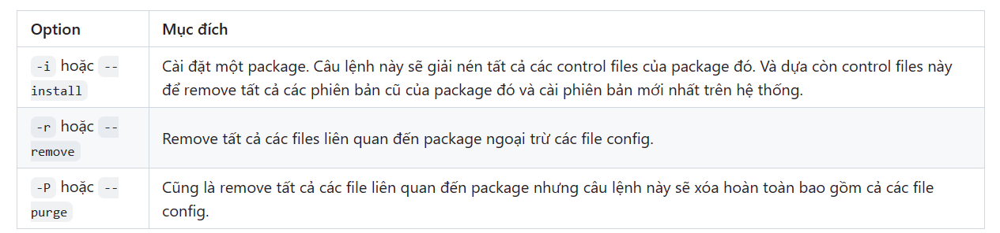 Option Mục đích
-i hoặc --
install
Cài đặt một package. Câu lệnh này sẽ giải nén tất cả các control files của package đó. Và dựa còn control files này
để remove tất cả các phiên bản cũ của package đó và cài phiên bản mới nhất trên hệ thống.
-r hoặc --
remove
Remove tất cả các files liên quan đến package ngoại trừ các file config.
-P hoặc --
purge
Cũng là remove tất cả các file liên quan đến package nhưng câu lệnh này sẽ xóa hoàn toàn bao gồm cả các file
config.